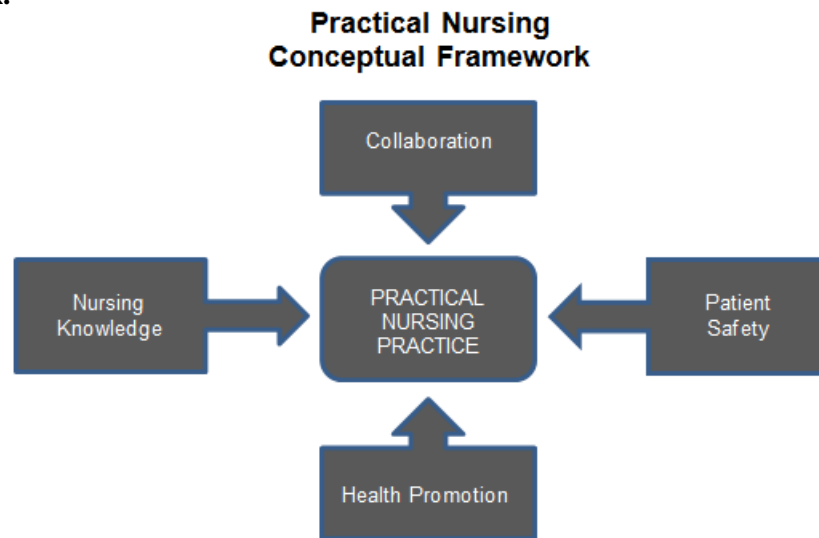 Practical Nursing
Conceptual Framework
Collaboration
Nursing
Knowledge
PRACTICAL
NURSING
PRACTICE
Patient
Safety
Health Promotion